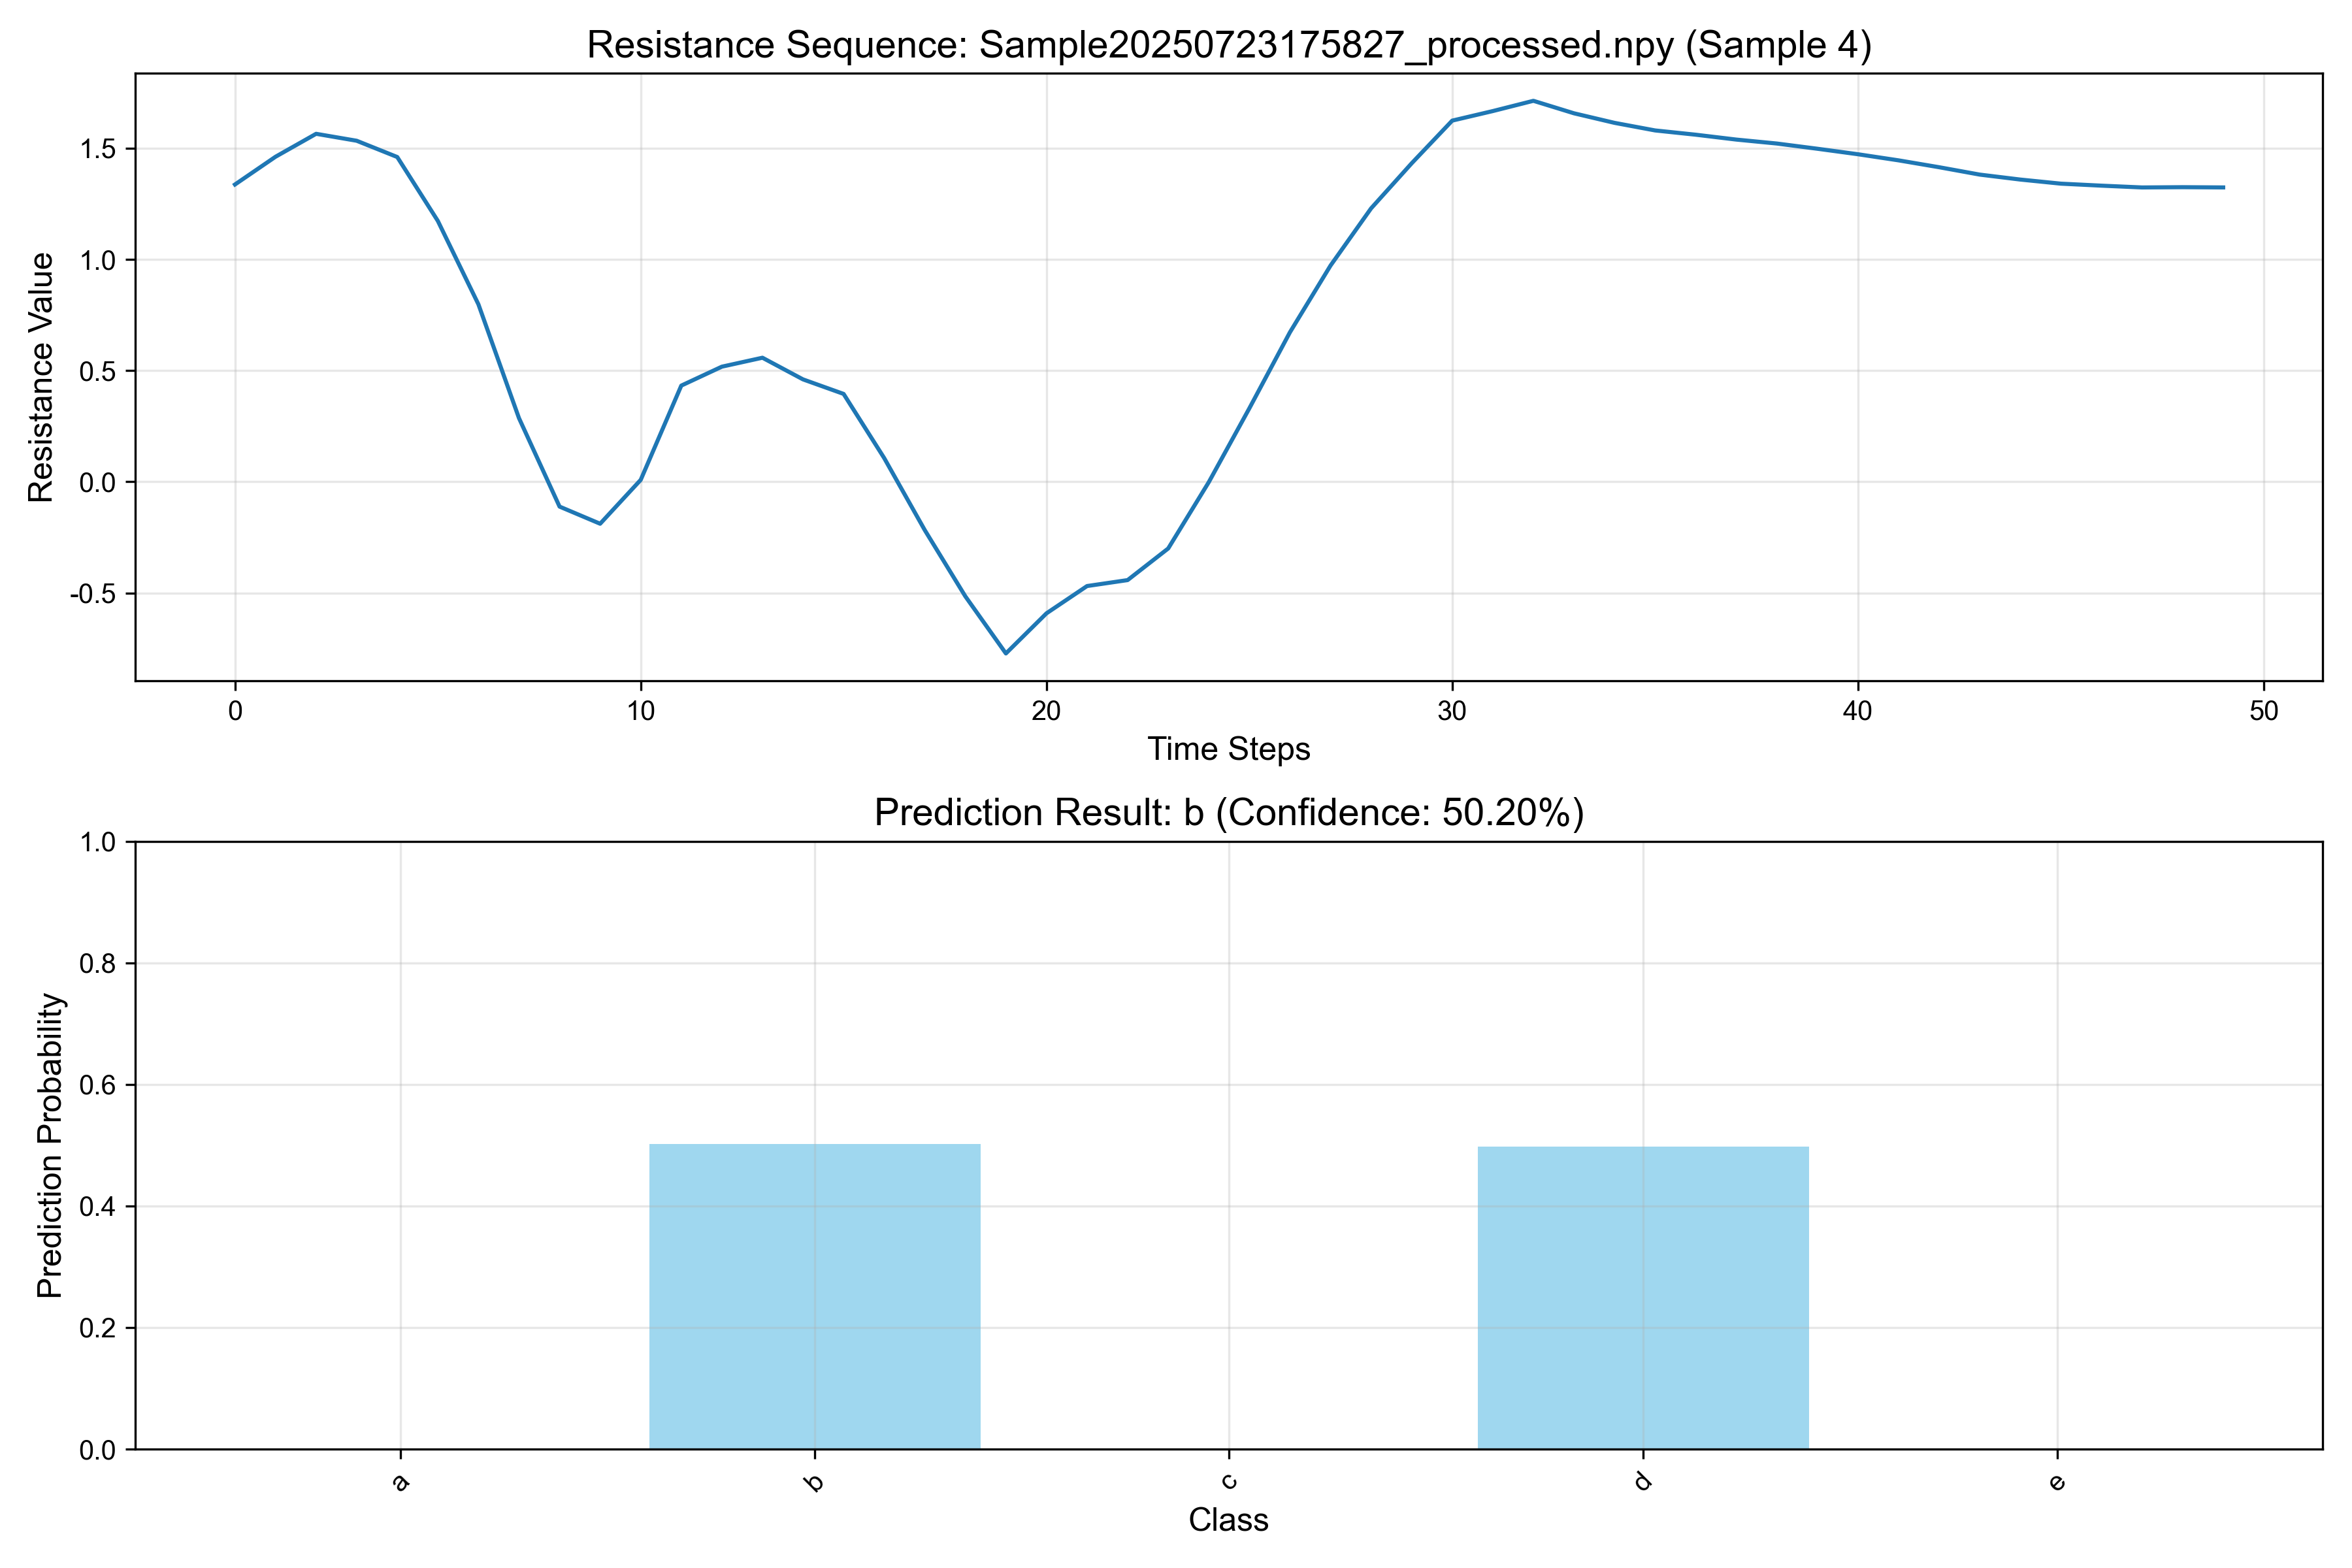 Resistance Sequence: Sample20250723175827_processed.npy (Sample 4)
Resistance Value
1.5
1.0
0.5
0.0
-0.5
0 10 20 30 40 50
Time Steps
Prediction Result: b (Confidence: 50.20%)
Prediction Probability
1.0
0.8
0.6
0.4
0.2
0.0
a b c d e
Class